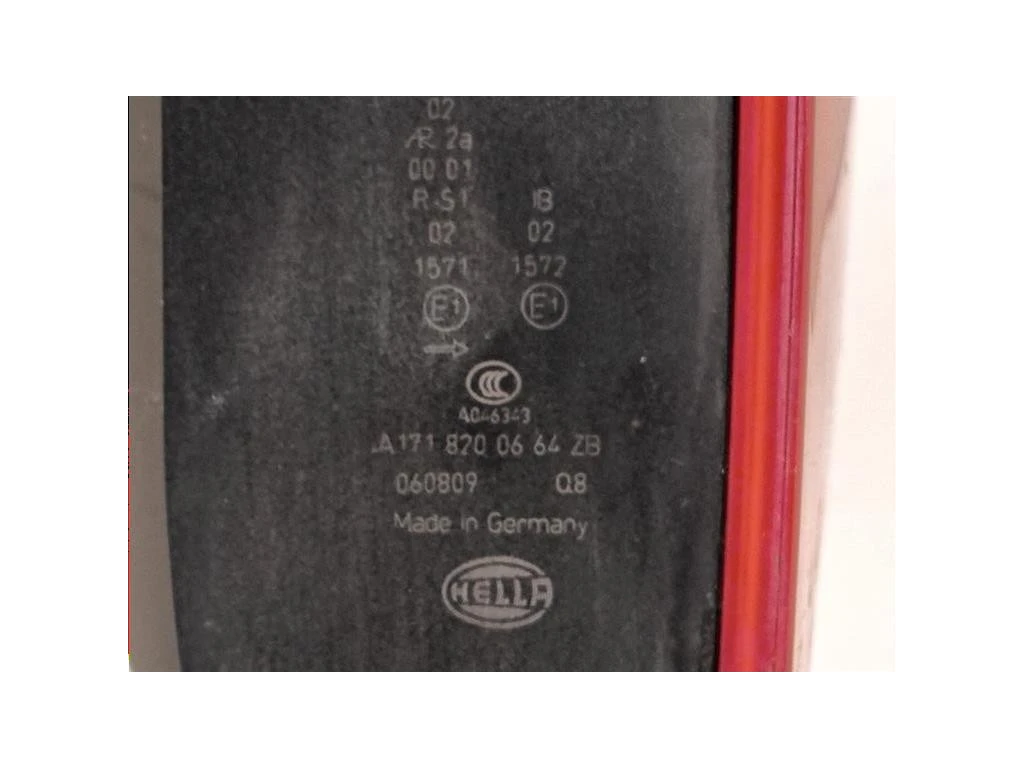 02
AR 2a
00 01
R-S1 IB
02 02
1571 1572
E1 E1
CCC
A046343
A 171 820 06 64 ZB
060809 Q8
Made in Germany
HELLA